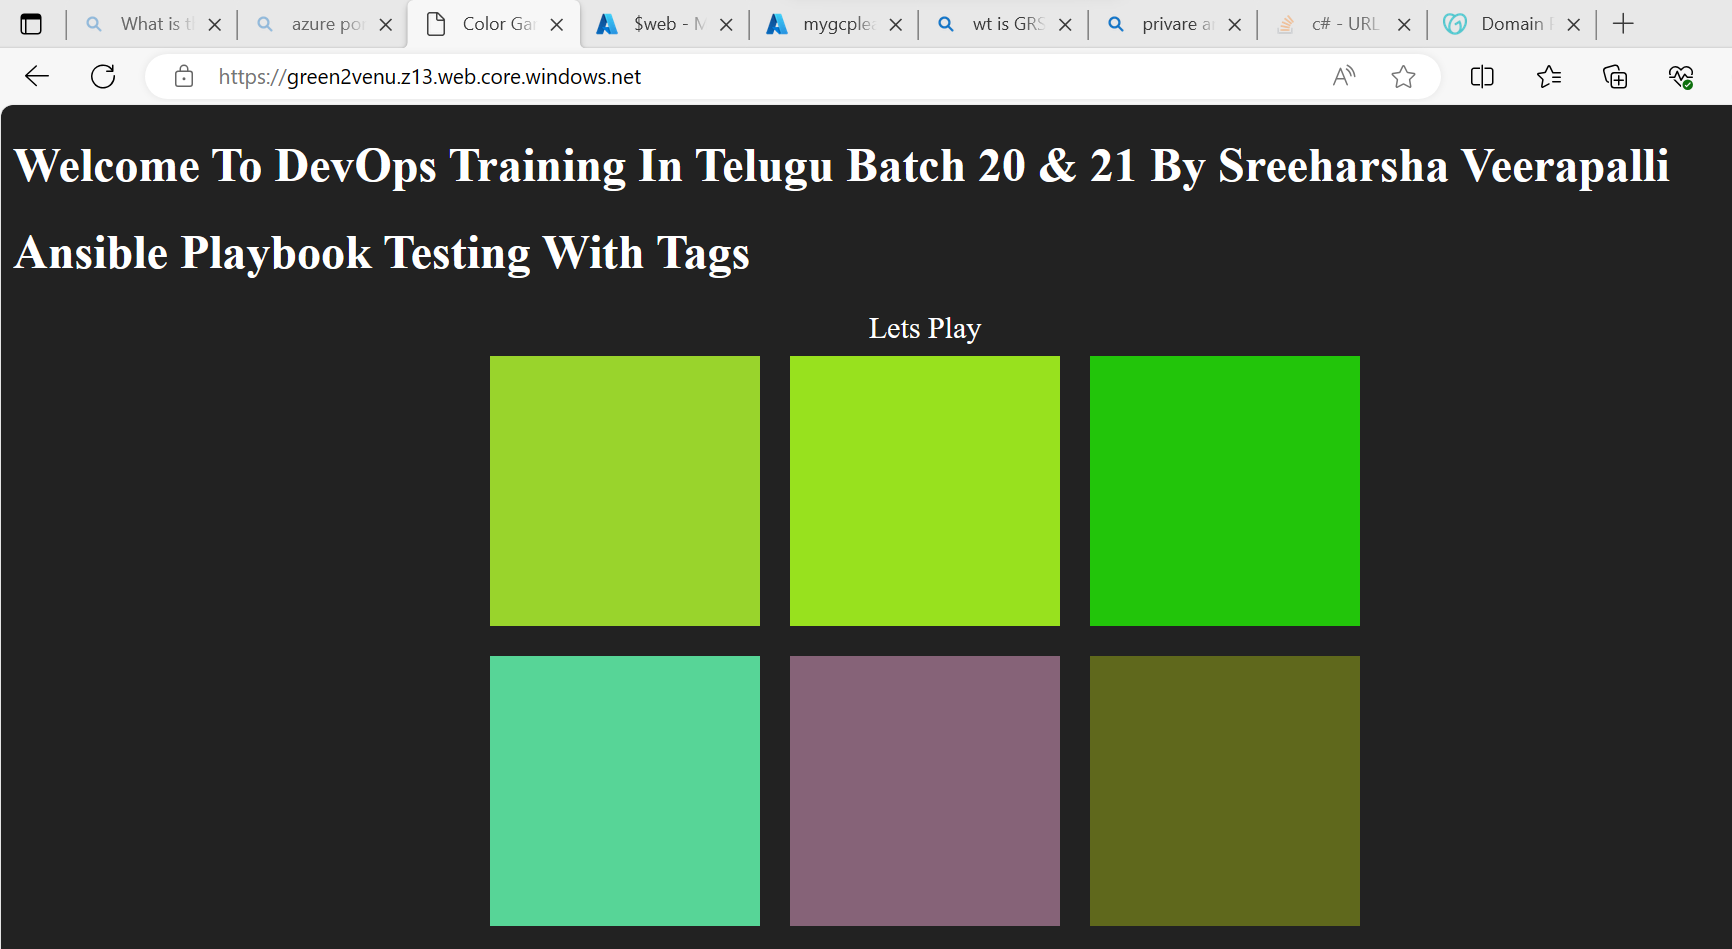 What is t
azure por
Color Ga
$web - M
mygcplea
wt is GRS
privare a
c# - URL
Domain
https://green2venu.z13.web.core.windows.net
Welcome To DevOps Training In Telugu Batch 20 & 21 By Sreeharsha Veerapalli
Ansible Playbook Testing With Tags
Lets Play